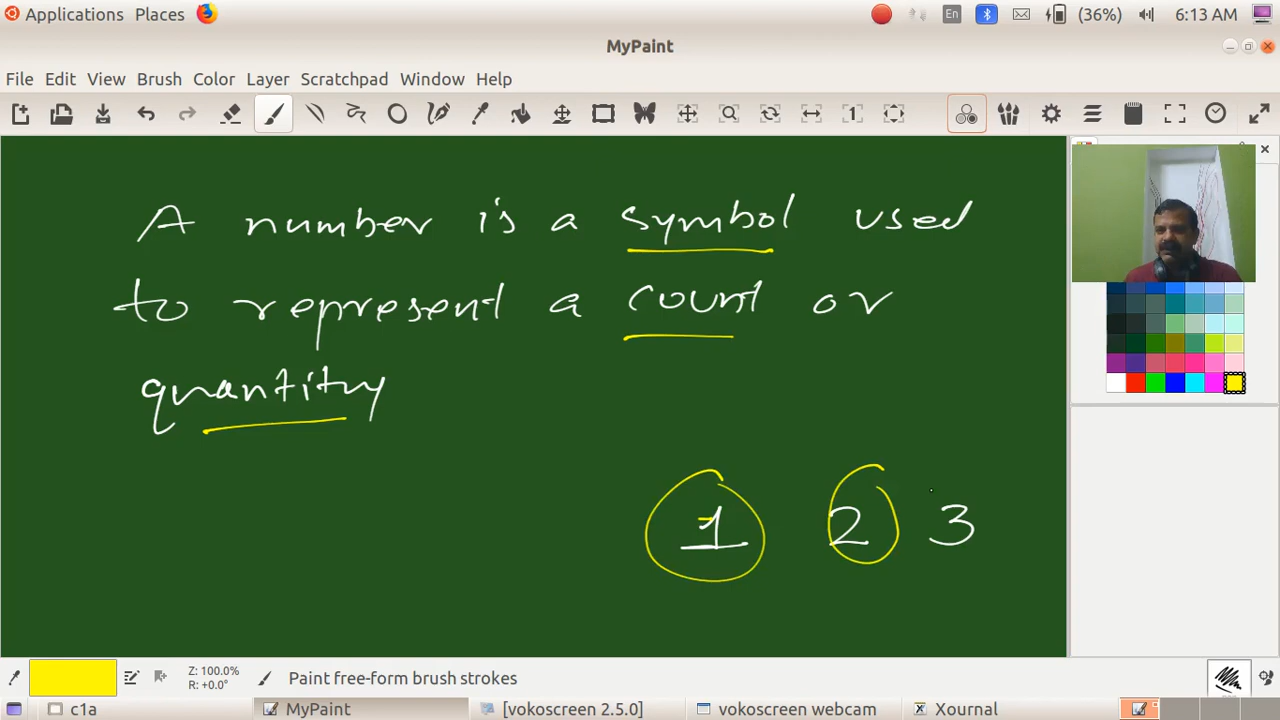 Applications Places En (36%) 6:13 AM
MyPaint
File Edit View Brush Color Layer Scratchpad Window Help
1
A number is a symbol used
to represent a count or
quantity
1 2 3
Z: 100.0%
R: +0.0°
Paint free-form brush strokes
c1a MyPaint [vokoscreen 2.5.0] vokoscreen webcam Xournal